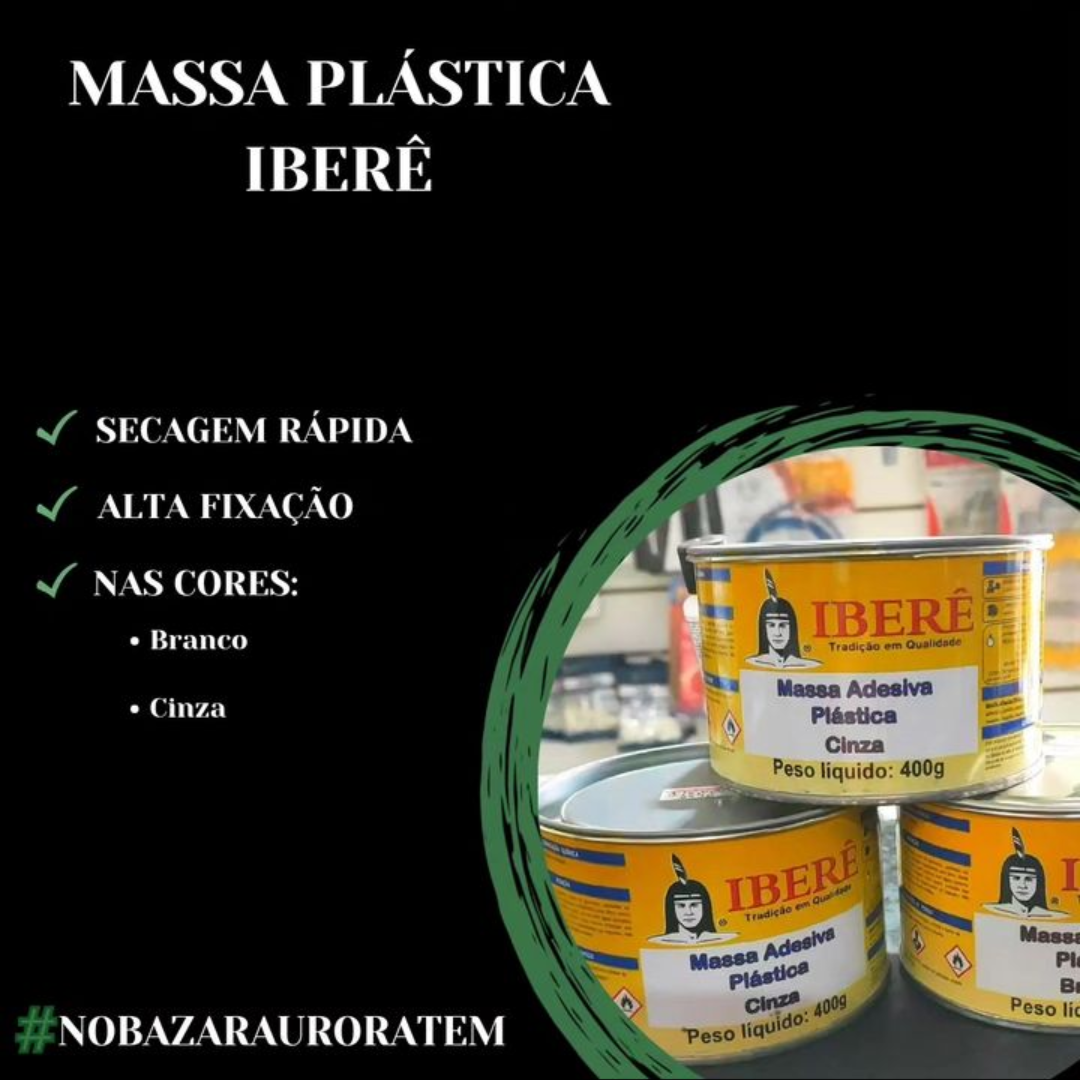 MASSA PLÁSTICA
IBERÊ
✓ SECAGEM RÁPIDA
✓ ALTA FIXAÇÃO
✓ NAS CORES:
• Branco
• Cinza
IBERÊ
®
Tradição em Qualidade
Massa Adesiva
Plástica
Cinza
Peso líquido: 400g
IBERÊ
®
Tradição em Qualidade
Massa Adesiva
Plástica
Cinza
Peso líquido: 400g
®
Massa
Peso
#NOBAZARAURORATEM